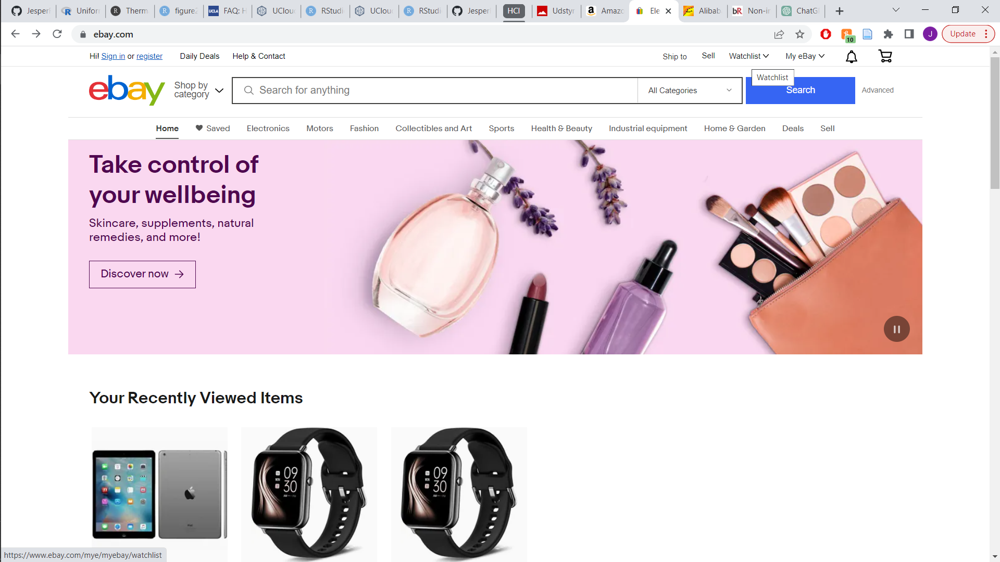 Jesper
Unifor
Therm
figure2
FAQ: H
UClou
RStudi
UClou
RStudi
Jesper
HCI
Udstyr
Amazo
Ele
Alibab
bR Non-in
ChatG
ebay.com
10
J
Update
Hi! Sign in or register
Daily Deals
Help & Contact
Ship to
Sell
Watchlist
My eBay
Watchlist
ebay
Shop by
category
Search for anything
All Categories
Search
Advanced
Home
Saved
Electronics
Motors
Fashion
Collectibles and Art
Sports
Health & Beauty
Industrial equipment
Home & Garden
Deals
Sell
Take control of
your wellbeing
Skincare, supplements, natural
remedies, and more!
Discover now
Your Recently Viewed Items
09
30
09
30
https://www.ebay.com/mye/myebay/watchlist